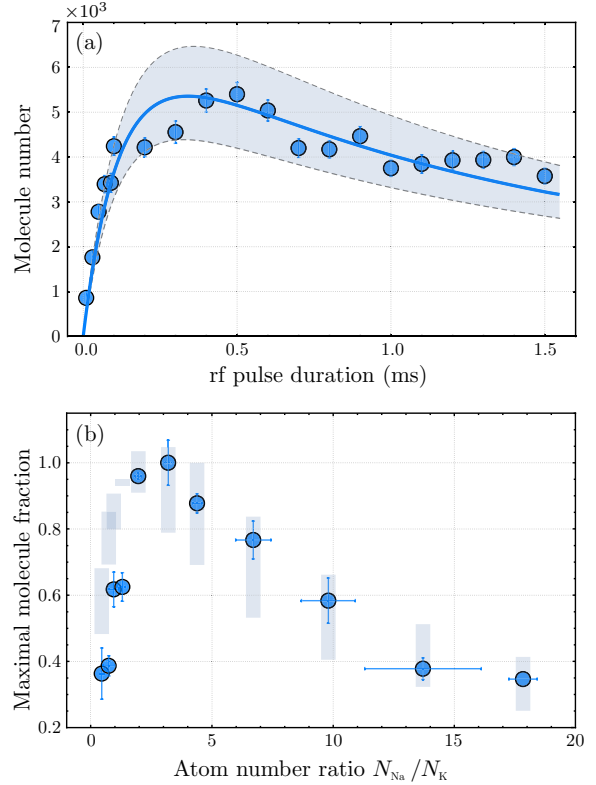 ×10³
(a)
7
6
5
4
3
2
1
0
Molecule number
0.0 0.5 1.0 1.5
rf pulse duration (ms)
(b)
1.0
0.8
0.6
0.4
0.2
Maximal molecule fraction
0 5 10 15 20
Atom number ratio N_Na/N_K